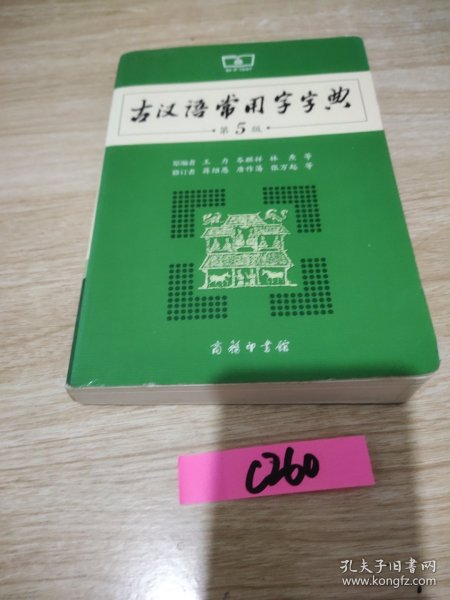 古汉语常用字字典
·第5版·
原编者 王力 岑麒祥 林焘 等
修订者 蒋绍愚 唐作藩 张万起 等
商务印书馆
C260
孔夫子旧书网
www.kongfz.com